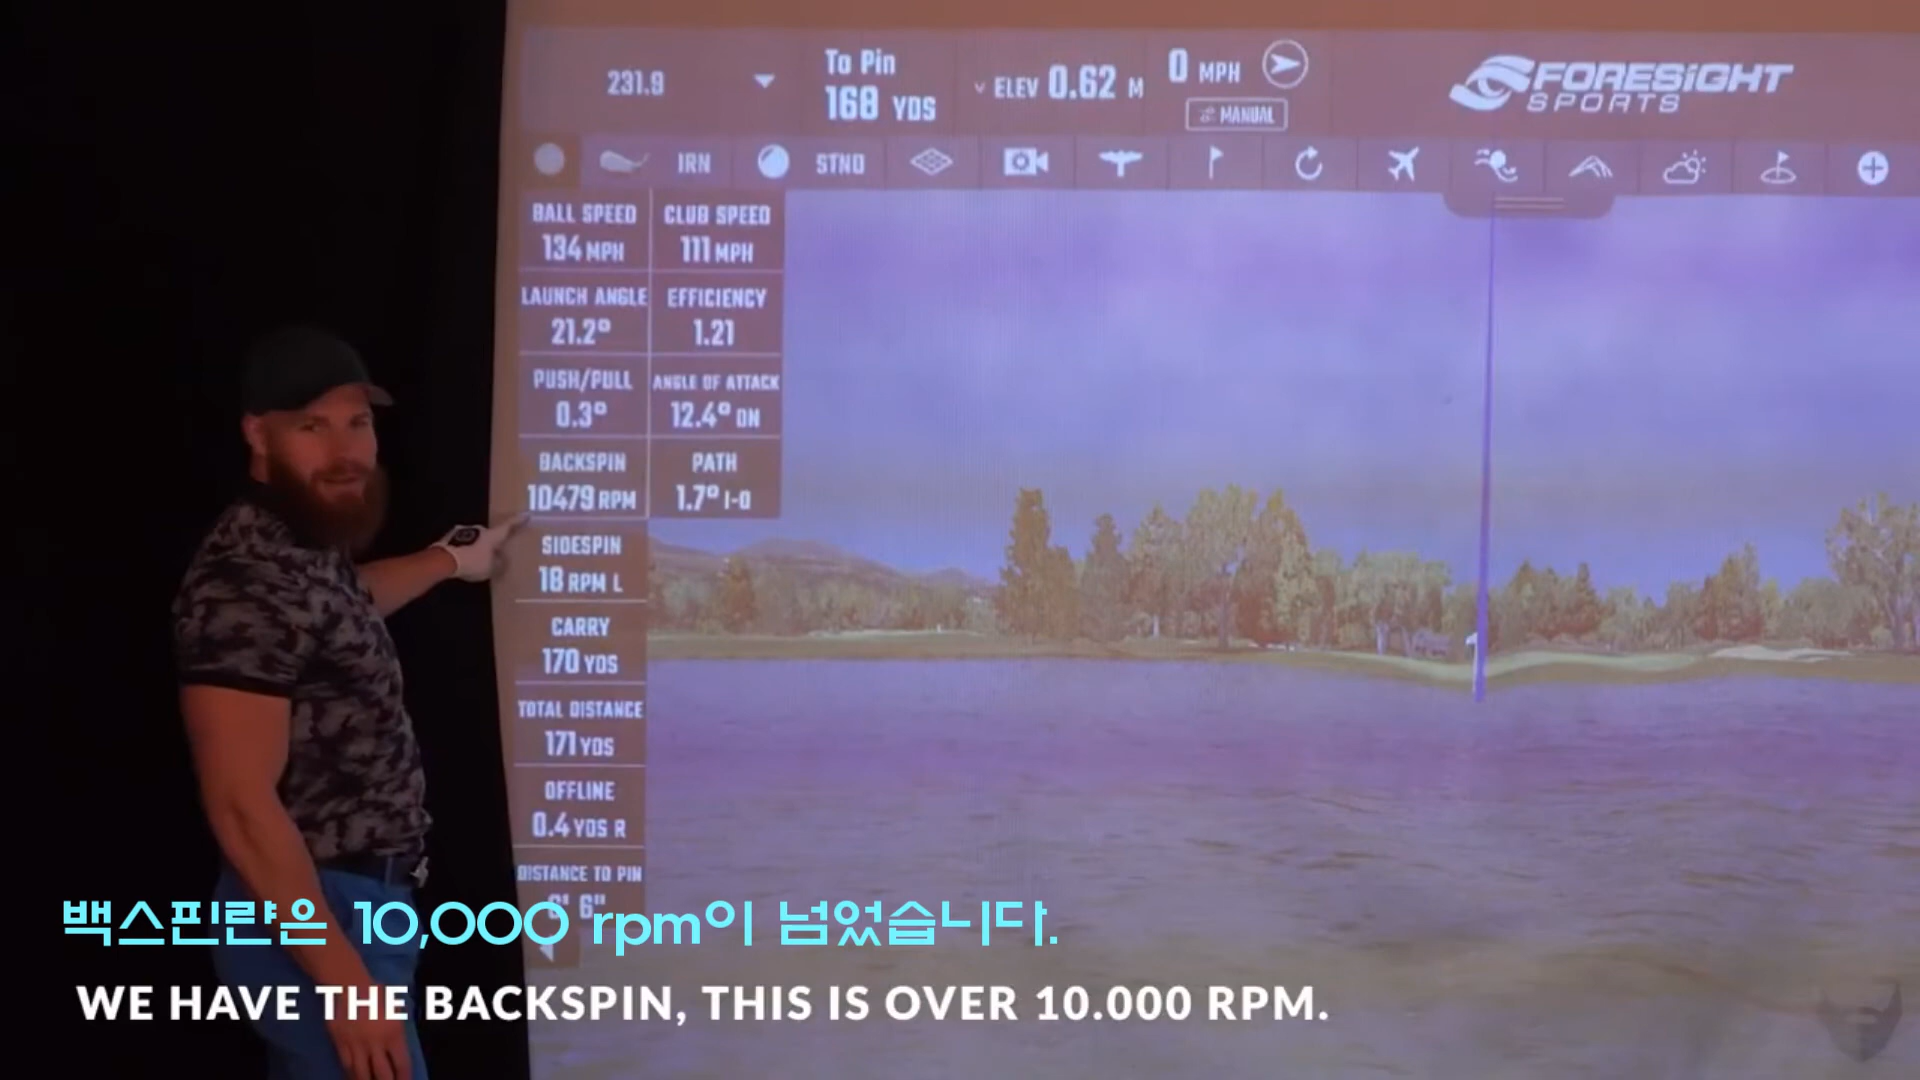 231.9
To Pin
168 YDS
ELEV 0.62 M
0 MPH
MANUAL
FORESIGHT
SPORTS
IRN
STND
BALL SPEED
134 MPH
CLUB SPEED
111 MPH
LAUNCH ANGLE
21.2°
EFFICIENCY
1.21
PUSH/PULL
0.3°
ANGLE OF ATTACK
12.4° DN
BACKSPIN
10479 RPM
PATH
1.7° I-O
SIDESPIN
18 RPM L
CARRY
170 YDS
TOTAL DISTANCE
171 YDS
OFFLINE
0.4 YDS R
DISTANCE TO PIN
6"
백스핀량은 10,000 rpm이 넘었습니다.
WE HAVE THE BACKSPIN, THIS IS OVER 10.000 RPM.